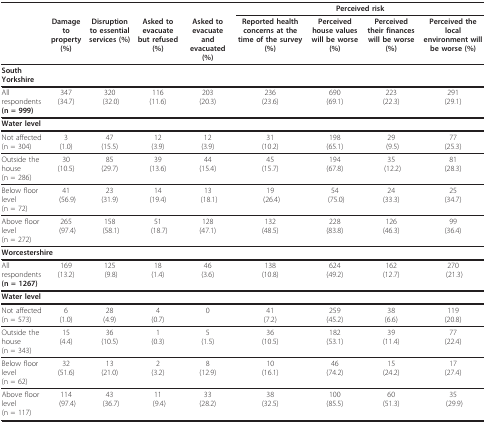 Perceived risk
Damage to property (%) Disruption to essential services (%) Asked to evacuate but refused (%) Asked to evacuate and evacuated (%) Reported health concerns at the time of the survey (%) Perceived house values will be worse (%) Perceived their finances will be worse (%) Perceived the local environment will be worse (%)
South Yorkshire
All respondents (n = 999) 347 (34.7) 320 (32.0) 116 (11.6) 203 (20.3) 236 (23.6) 690 (69.1) 223 (22.3) 291 (29.1)
Water level
Not affected (n = 304) 3 (1.0) 47 (15.5) 12 (3.9) 12 (3.9) 31 (10.2) 198 (65.1) 29 (9.5) 77 (25.3)
Outside the house (n = 286) 30 (10.5) 85 (29.7) 39 (13.6) 44 (15.4) 45 (15.7) 194 (67.8) 35 (12.2) 81 (28.3)
Below floor level (n = 72) 41 (56.9) 23 (31.9) 14 (19.4) 13 (18.1) 19 (26.4) 54 (75.0) 24 (33.3) 25 (34.7)
Above floor level (n = 272) 265 (97.4) 158 (58.1) 51 (18.7) 128 (47.1) 132 (48.5) 228 (83.8) 126 (46.3) 99 (36.4)
Worcestershire
All respondents (n = 1267) 169 (13.2) 125 (9.8) 18 (1.4) 46 (3.6) 138 (10.8) 624 (49.2) 162 (12.7) 270 (21.3)
Water level
Not affected (n = 573) 6 (1.0) 28 (4.9) 4 (0.7) 0 41 (7.2) 259 (45.2) 38 (6.6) 119 (20.8)
Outside the house (n = 343) 15 (4.4) 36 (10.5) 1 (0.3) 5 (1.5) 36 (10.5) 182 (53.1) 39 (11.4) 77 (22.4)
Below floor level (n = 62) 32 (51.6) 13 (21.0) 2 (3.2) 8 (12.9) 10 (16.1) 46 (74.2) 15 (24.2) 17 (27.4)
Above floor level (n = 117) 114 (97.4) 43 (36.7) 11 (9.4) 33 (28.2) 38 (32.5) 100 (85.5) 60 (51.3) 35 (29.9)